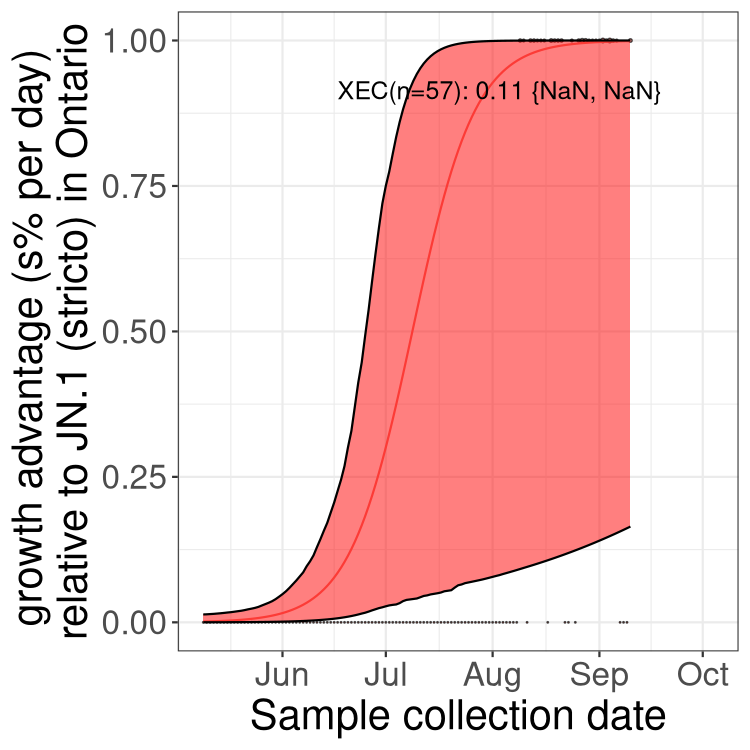 growth advantage (s% per day)
relative to JN.1 (stricto) in Ontario
1.00
0.75
0.50
0.25
0.00
XEC(n=57): 0.11 {NaN, NaN}
Jun Jul Aug Sep Oct
Sample collection date